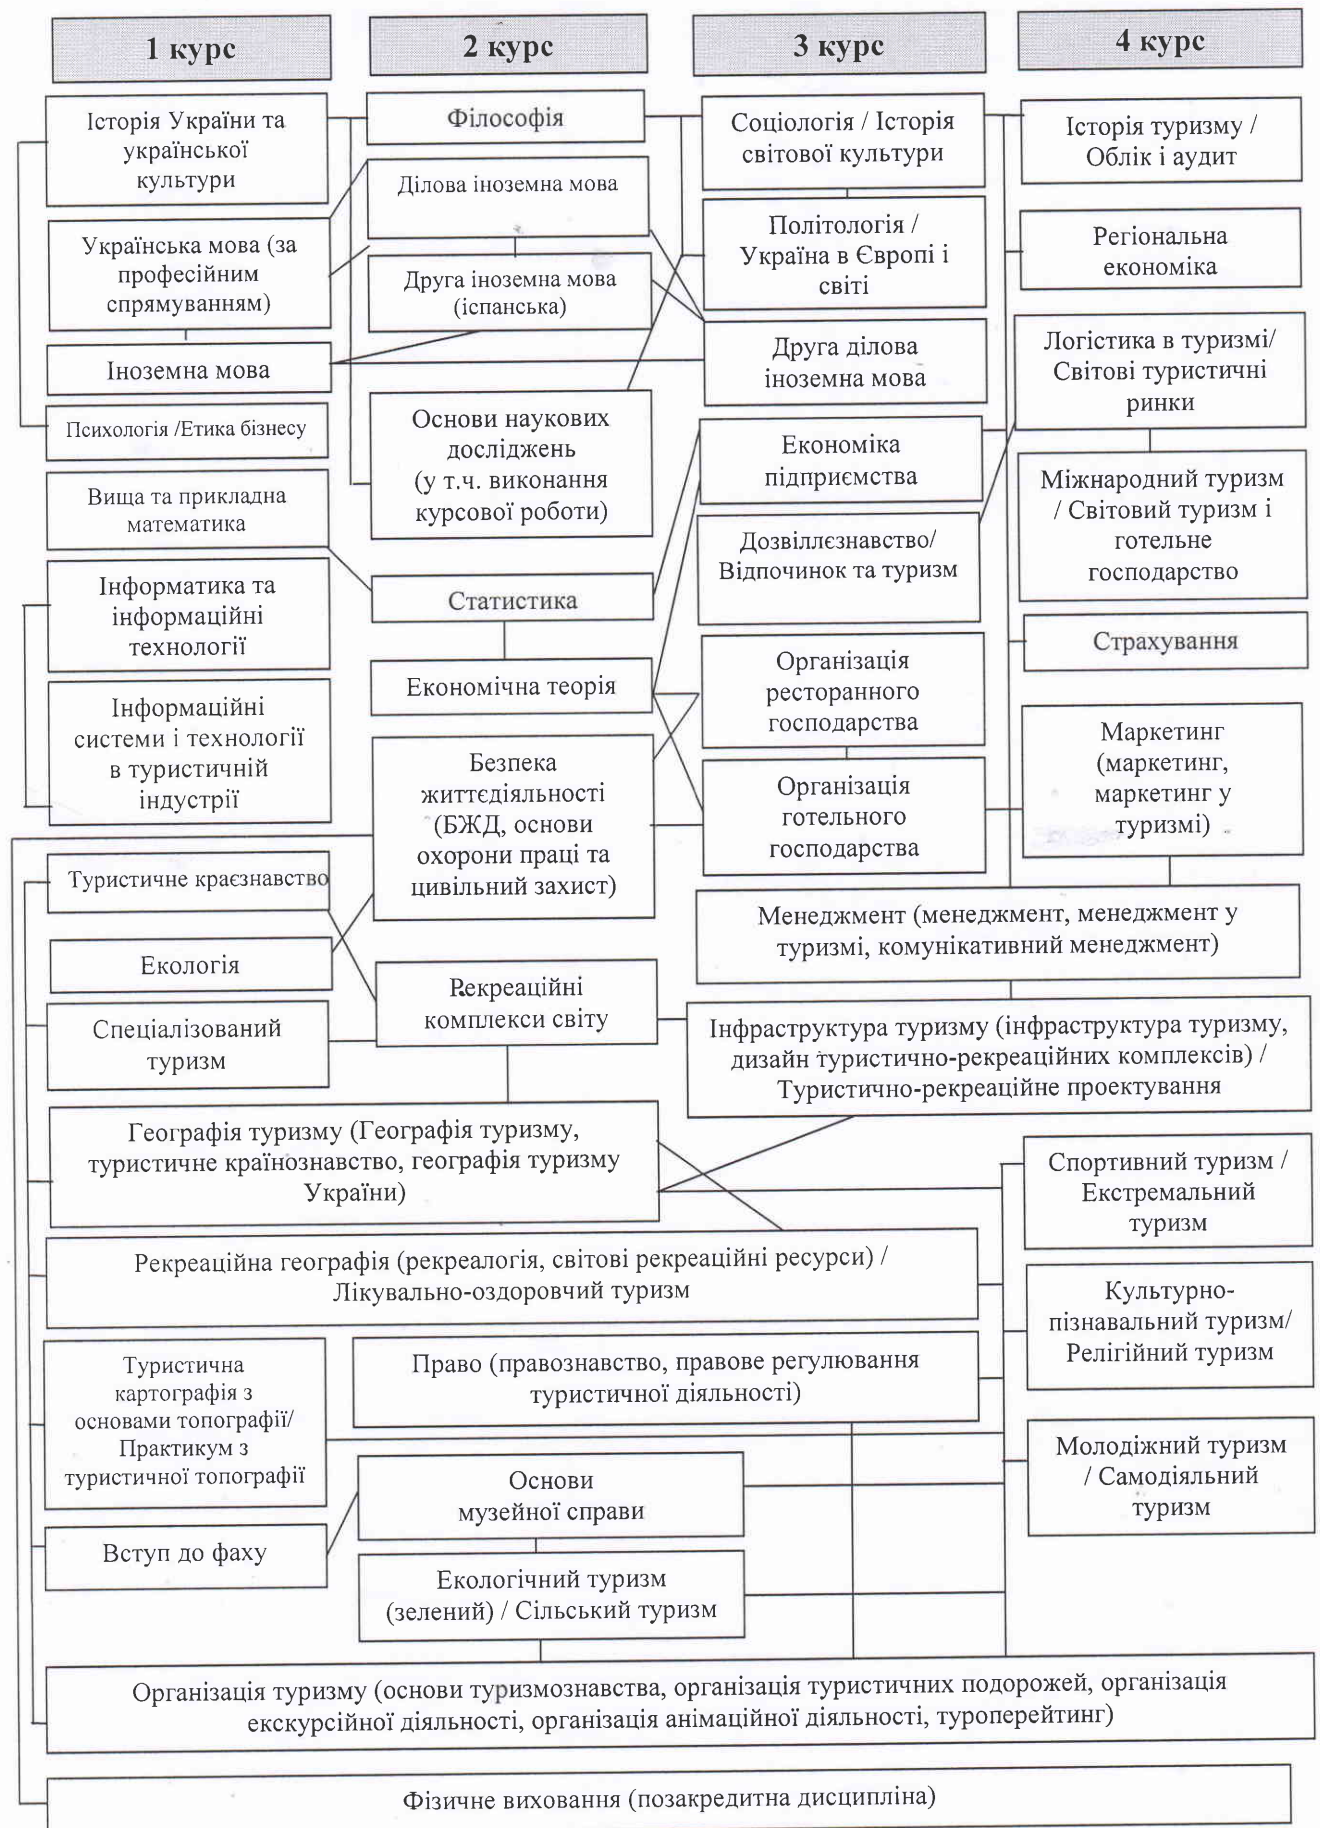 1 курс
2 курс
3 курс
4 курс
Історія України та
української
культури
Українська мова (за
професійним
спрямуванням)
Іноземна мова
Психологія /Етика бізнесу
Вища та прикладна
математика
Інформатика та
інформаційні
технології
Інформаційні
системи і технології
в туристичній
індустрії
Туристичне краєзнавство
Екологія
Спеціалізований
туризм
Філософія
Ділова іноземна мова
Друга іноземна мова
(іспанська)
Основи наукових
досліджень
(у т.ч. виконання
курсової роботи)
Статистика
Економічна теорія
Безпека
життєдіяльності
(БЖД, основи
охорони праці та
цивільний захист)
Рекреаційні
комплекси світу
Соціологія / Історія
світової культури
Політологія /
Україна в Європі і
світі
Друга ділова
іноземна мова
Економіка
підприємства
Дозвіллєзнавство/
Відпочинок та туризм
Організація
ресторанного
господарства
Організація
готельного
господарства
Історія туризму /
Облік і аудит
Регіональна
економіка
Логістика в туризмі/
Світові туристичні
ринки
Міжнародний туризм
/ Світовий туризм і
готельне
господарство
Страхування
Маркетинг
(маркетинг,
маркетинг у
туризмі)
Менеджмент (менеджмент, менеджмент у
туризмі, комунікативний менеджмент)
Інфраструктура туризму (інфраструктура туризму,
дизайн туристично-рекреаційних комплексів) /
Туристично-рекреаційне проектування
Географія туризму (Географія туризму,
туристичне країнознавство, географія туризму
України)
Рекреаційна географія (рекреалогія, світові рекреаційні ресурси) /
Лікувально-оздоровчий туризм
Спортивний туризм /
Екстремальний
туризм
Культурно-
пізнавальний туризм/
Релігійний туризм
Молодіжний туризм
/ Самодіяльний
туризм
Туристична
картографія з
основами топографії/
Практикум з
туристичної топографії
Право (правознавство, правове регулювання
туристичної діяльності)
Основи
музейної справи
Вступ до фаху
Екологічний туризм
(зелений) / Сільський туризм
Організація туризму (основи туризмознавства, організація туристичних подорожей, організація
екскурсійної діяльності, організація анімаційної діяльності, туроперейтинг)
Фізичне виховання (позакредитна дисципліна)